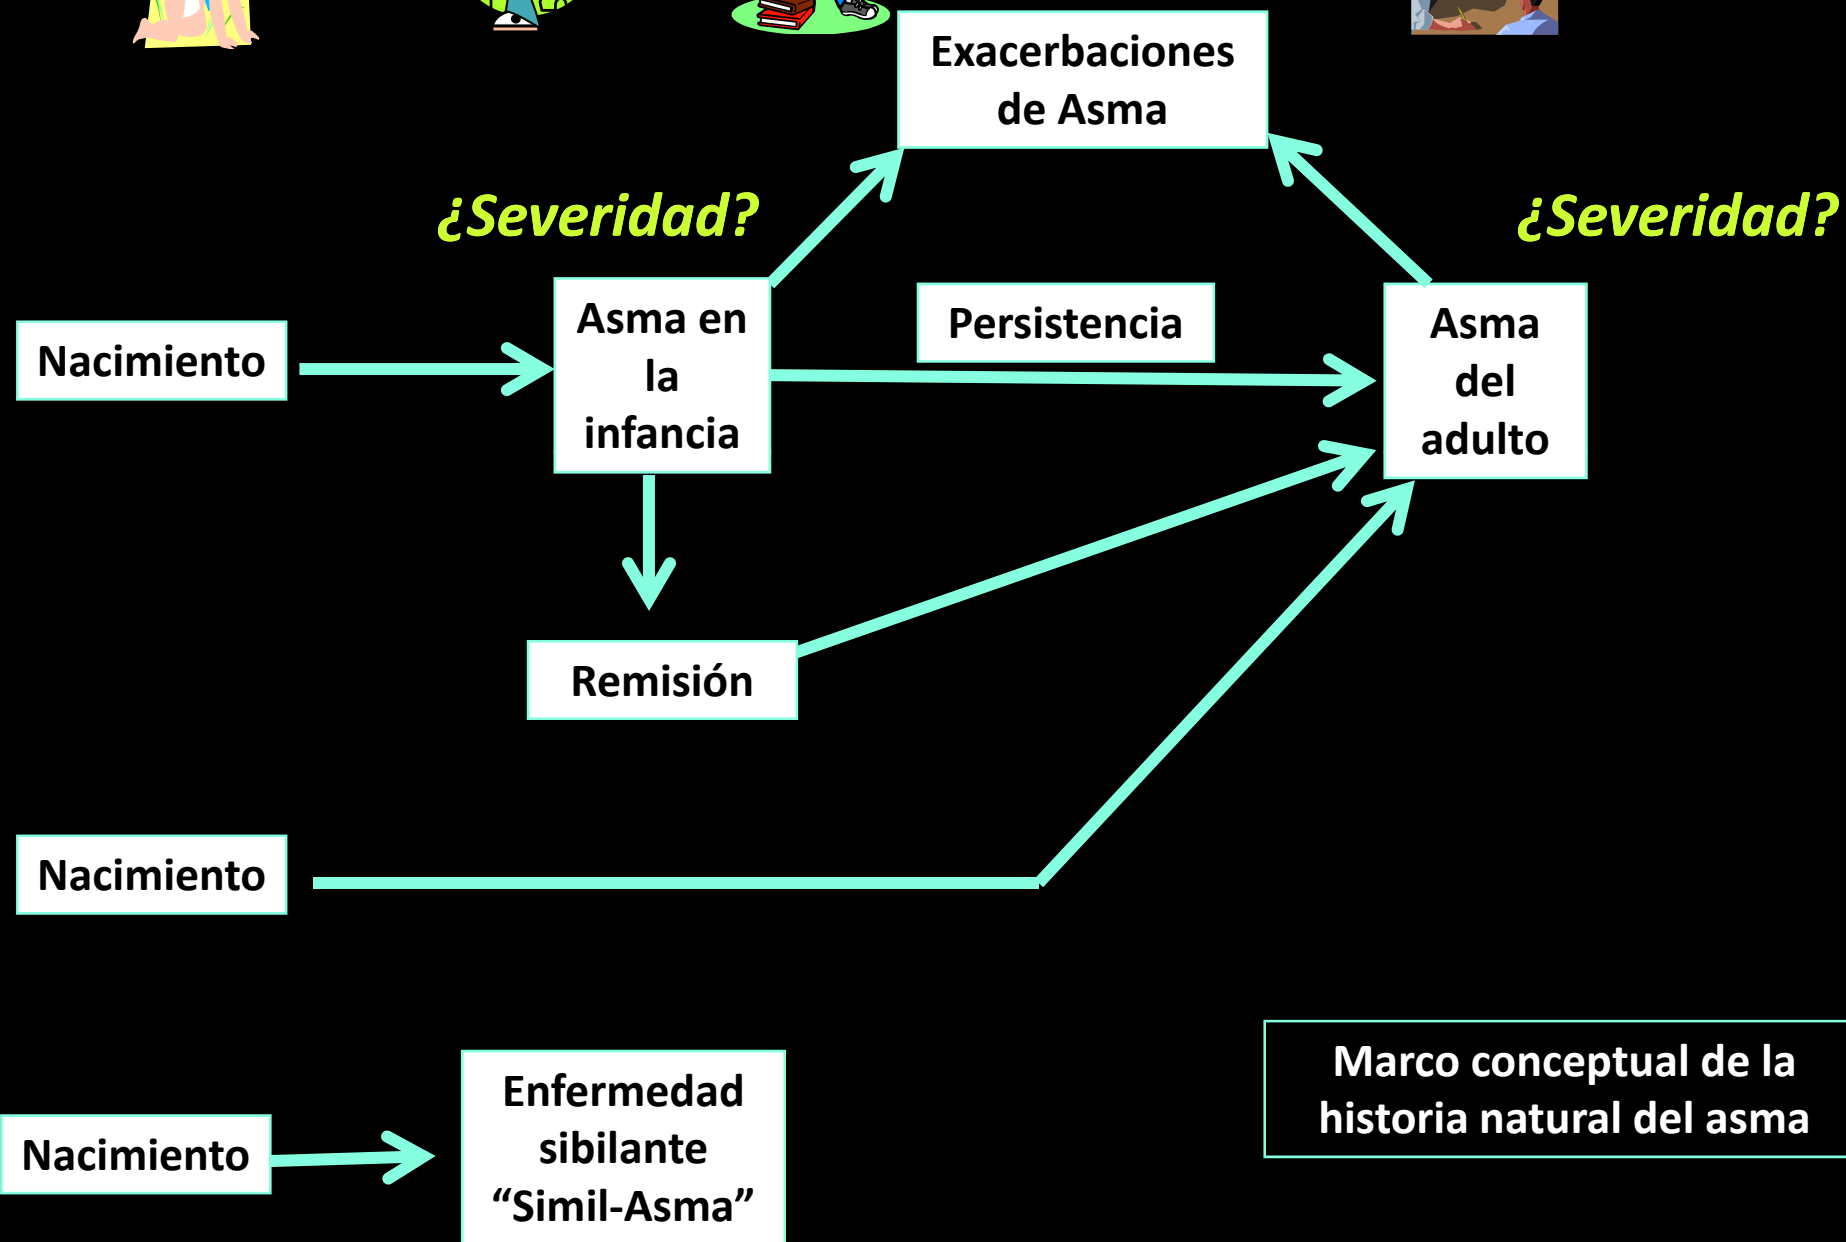 Exacerbaciones
de Asma
¿Severidad?
¿Severidad?
Nacimiento
Asma en
la
infancia
Persistencia
Asma
del
adulto
Remisión
Nacimiento
Nacimiento
Enfermedad
sibilante
“Simil-Asma”
Marco conceptual de la
historia natural del asma